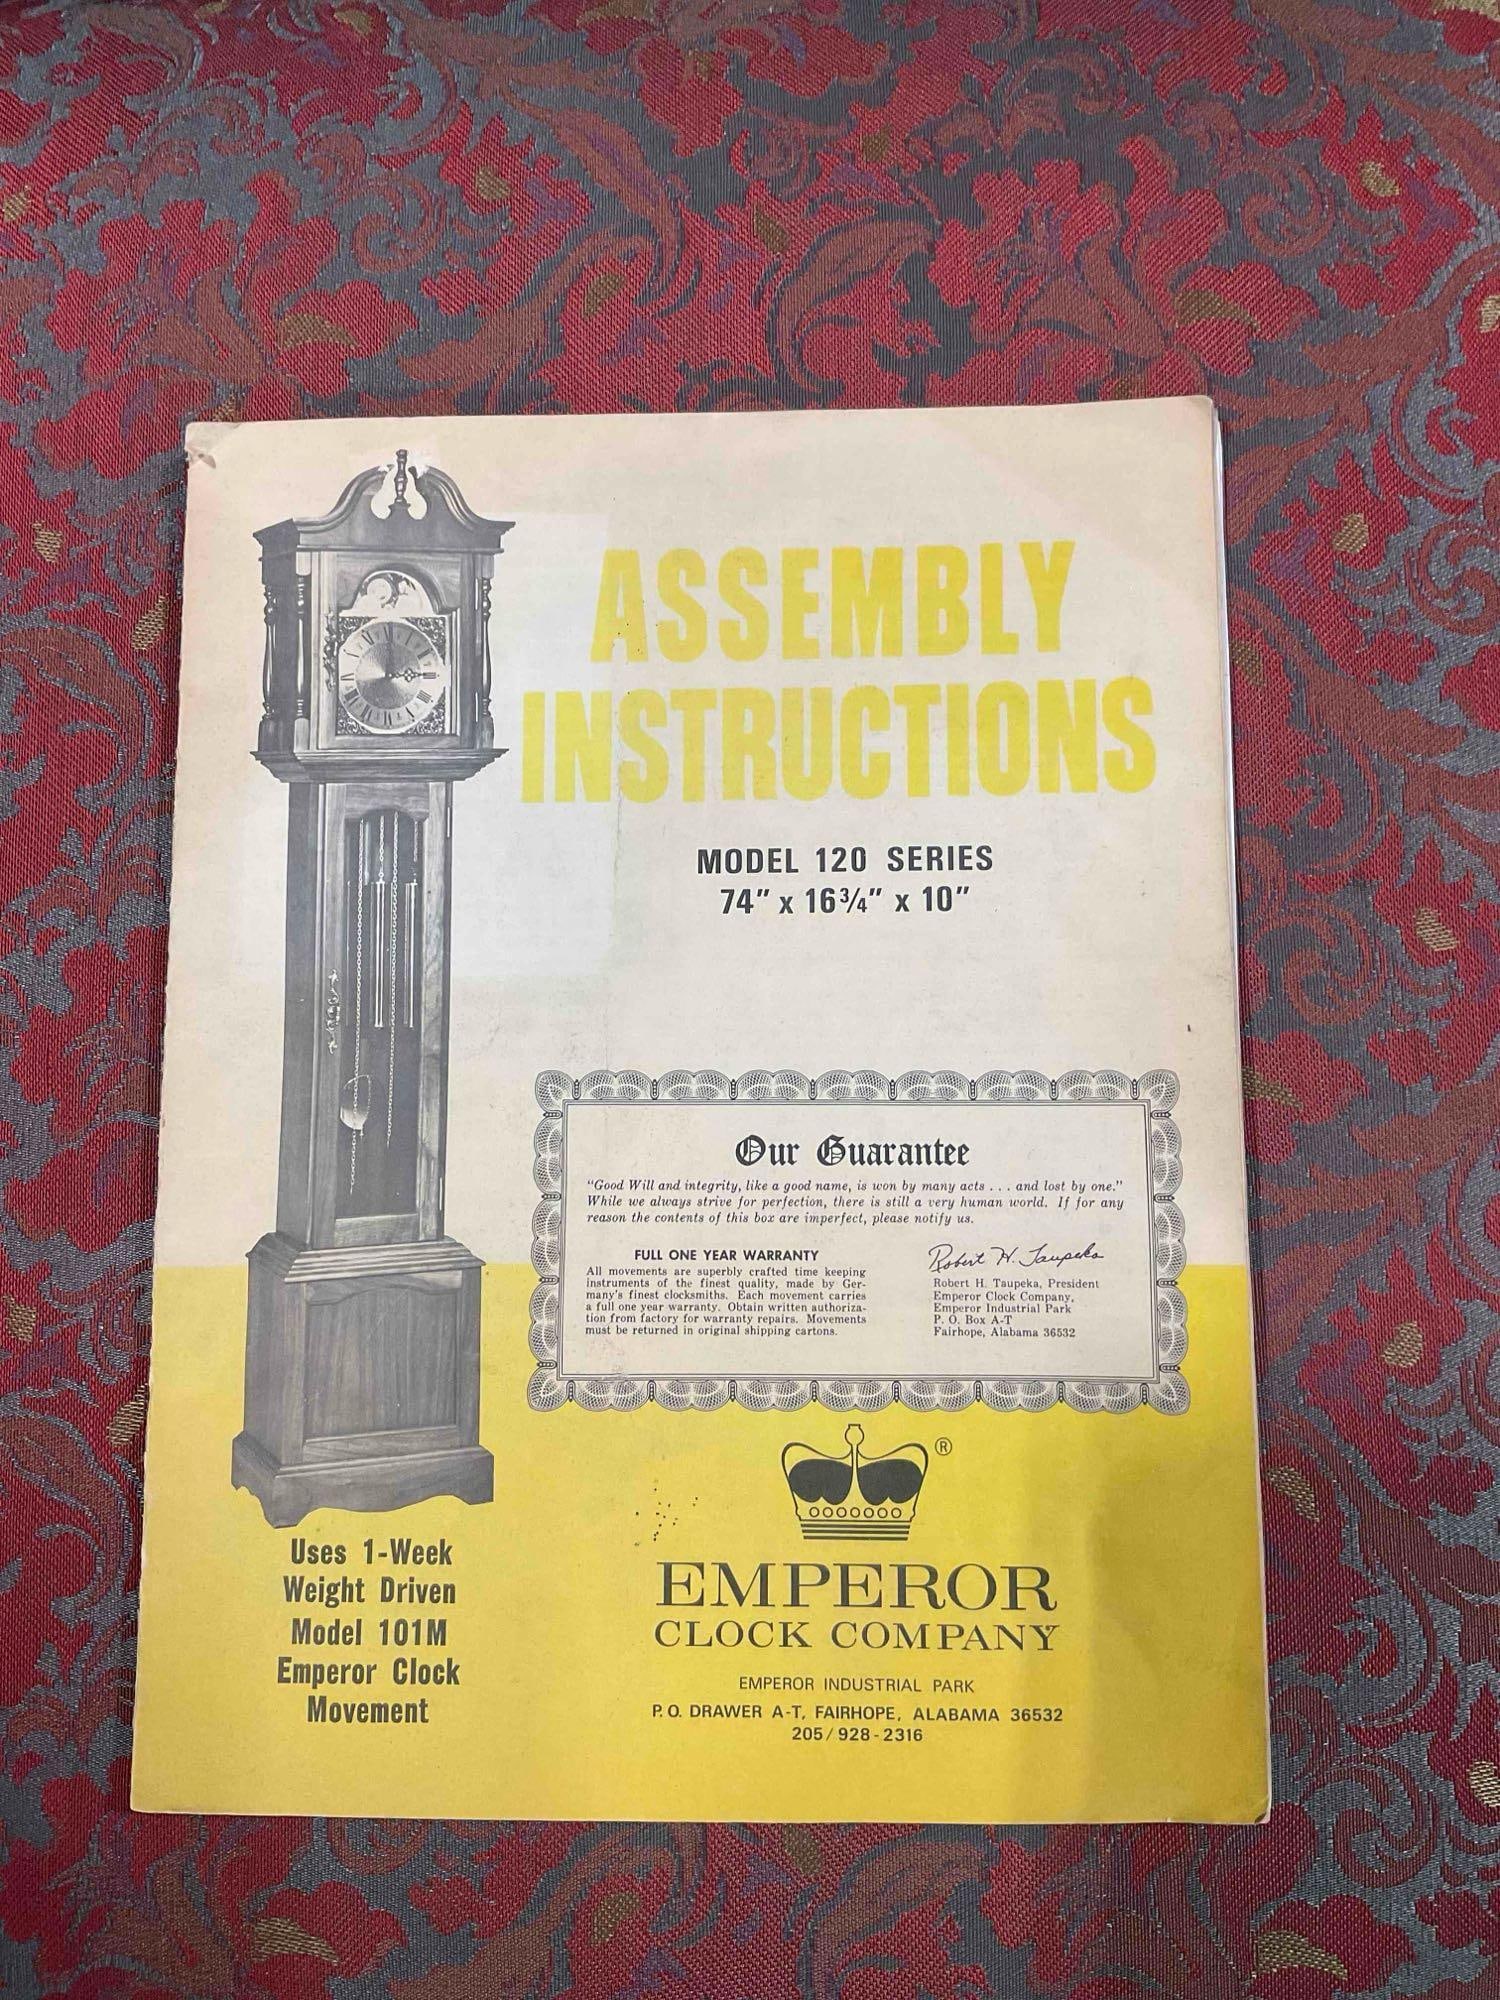 ASSEMBLY
INSTRUCTIONS
MODEL 120 SERIES
74" x 16 3/4" x 10"
Our Guarantee
"Good Will and integrity, like a good name, is won by many acts . . . and lost by one."
While we always strive for perfection, there is still a very human world. If for any
reason the contents of this box are imperfect, please notify us.
FULL ONE YEAR WARRANTY
All movements are superbly crafted time keeping
instruments of the finest quality, made by Ger-
many's finest clocksmiths. Each movement carries
a full one year warranty. Obtain written authoriza-
tion from factory for warranty repairs. Movements
must be returned in original shipping cartons.
Robert H. Taupeka
Robert H. Taupeka, President
Emperor Clock Company,
Emperor Industrial Park
P. O. Box A-T
Fairhope, Alabama 36532
Uses 1-Week
Weight Driven
Model 101M
Emperor Clock
Movement
®
EMPEROR
CLOCK COMPANY
EMPEROR INDUSTRIAL PARK
P. O. DRAWER A-T, FAIRHOPE, ALABAMA 36532
205/928-2316